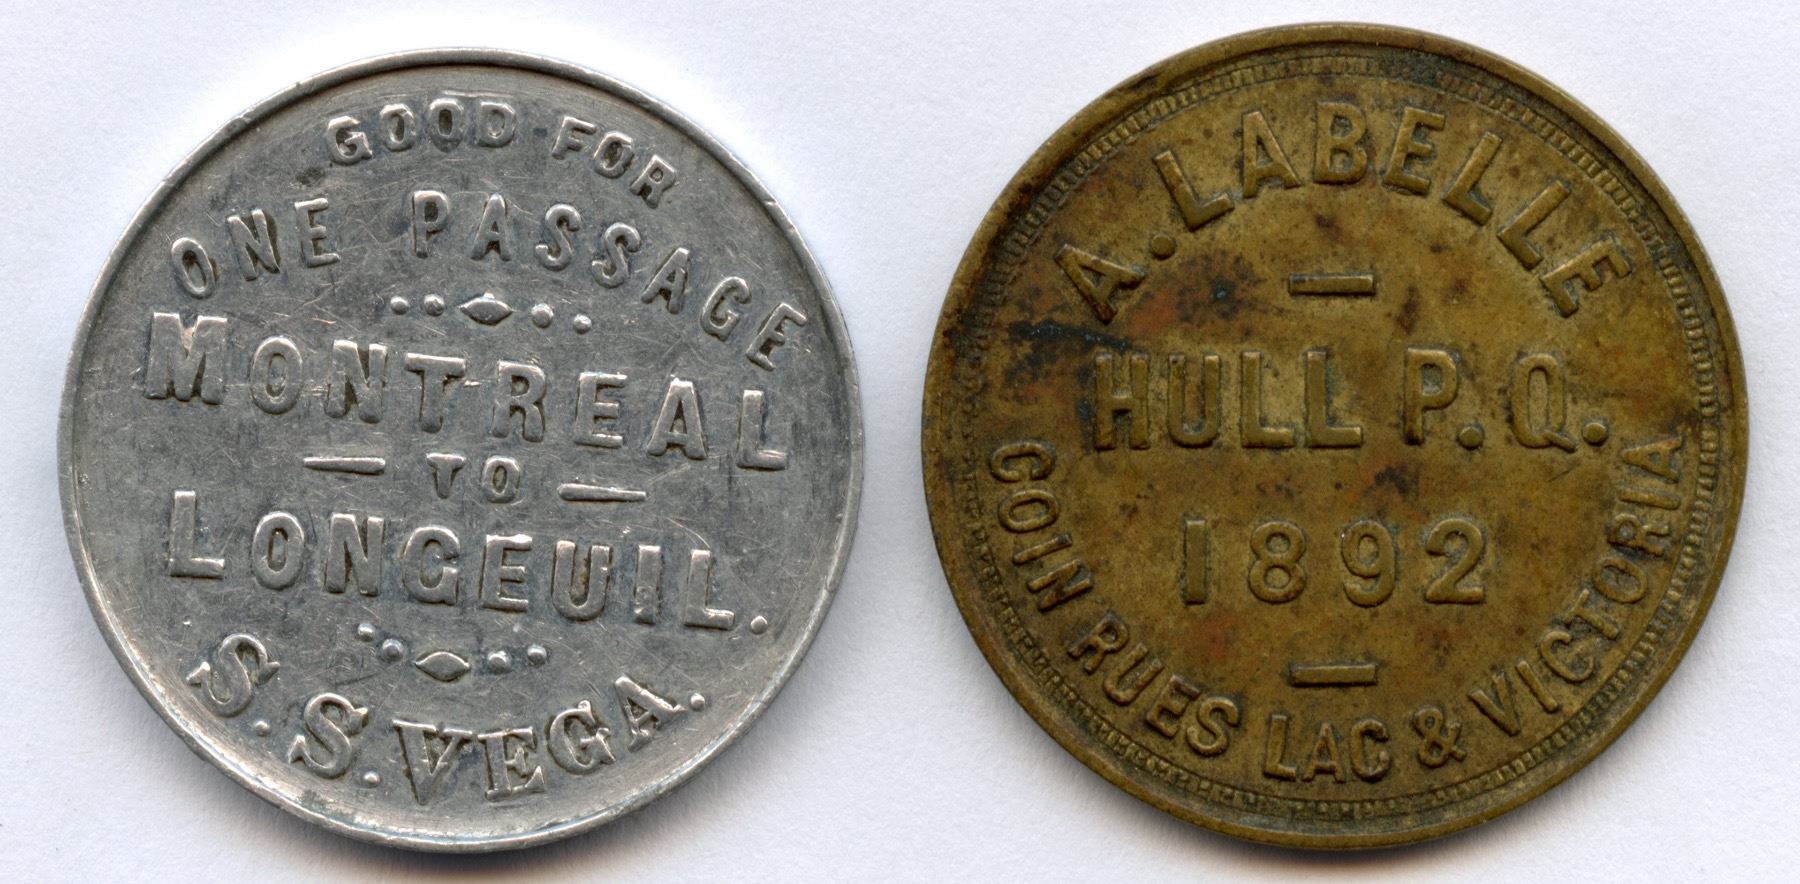 GOOD FOR
ONE PASSAGE
MONTREAL
TO
LONGEUIL.
S.S.VEGA.
A. LABELLE
HULL P.Q.
1892
COIN RUES LAC & VICTORIA